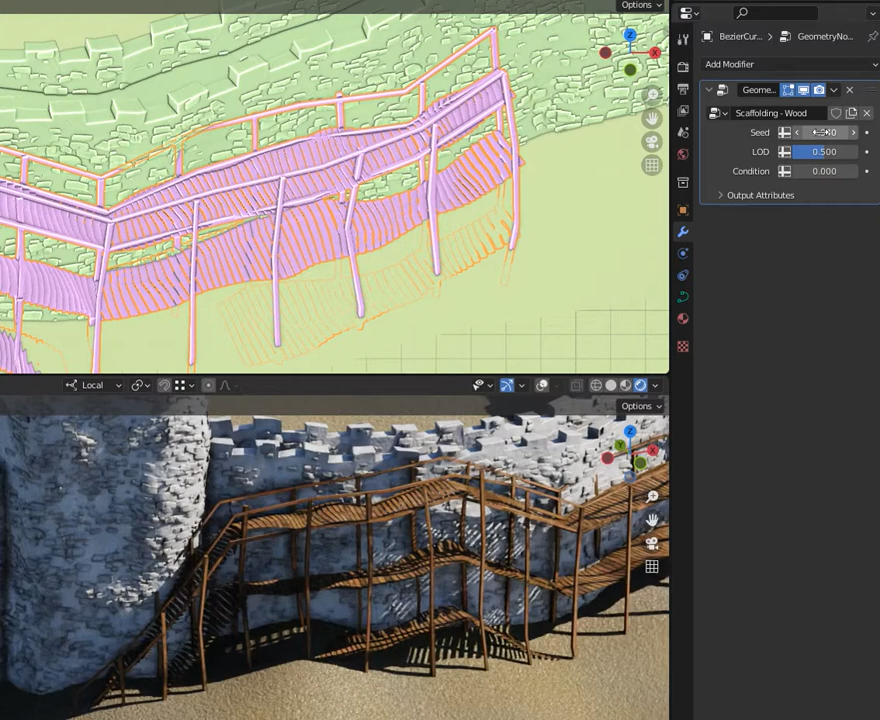 Options
BezierCur...
GeometryNo...
Add Modifier
Geome...
Scaffolding - Wood
Seed
LOD
0.500
Condition
0.000
Output Attributes
Local
Options
Z
X
Z
Y
X